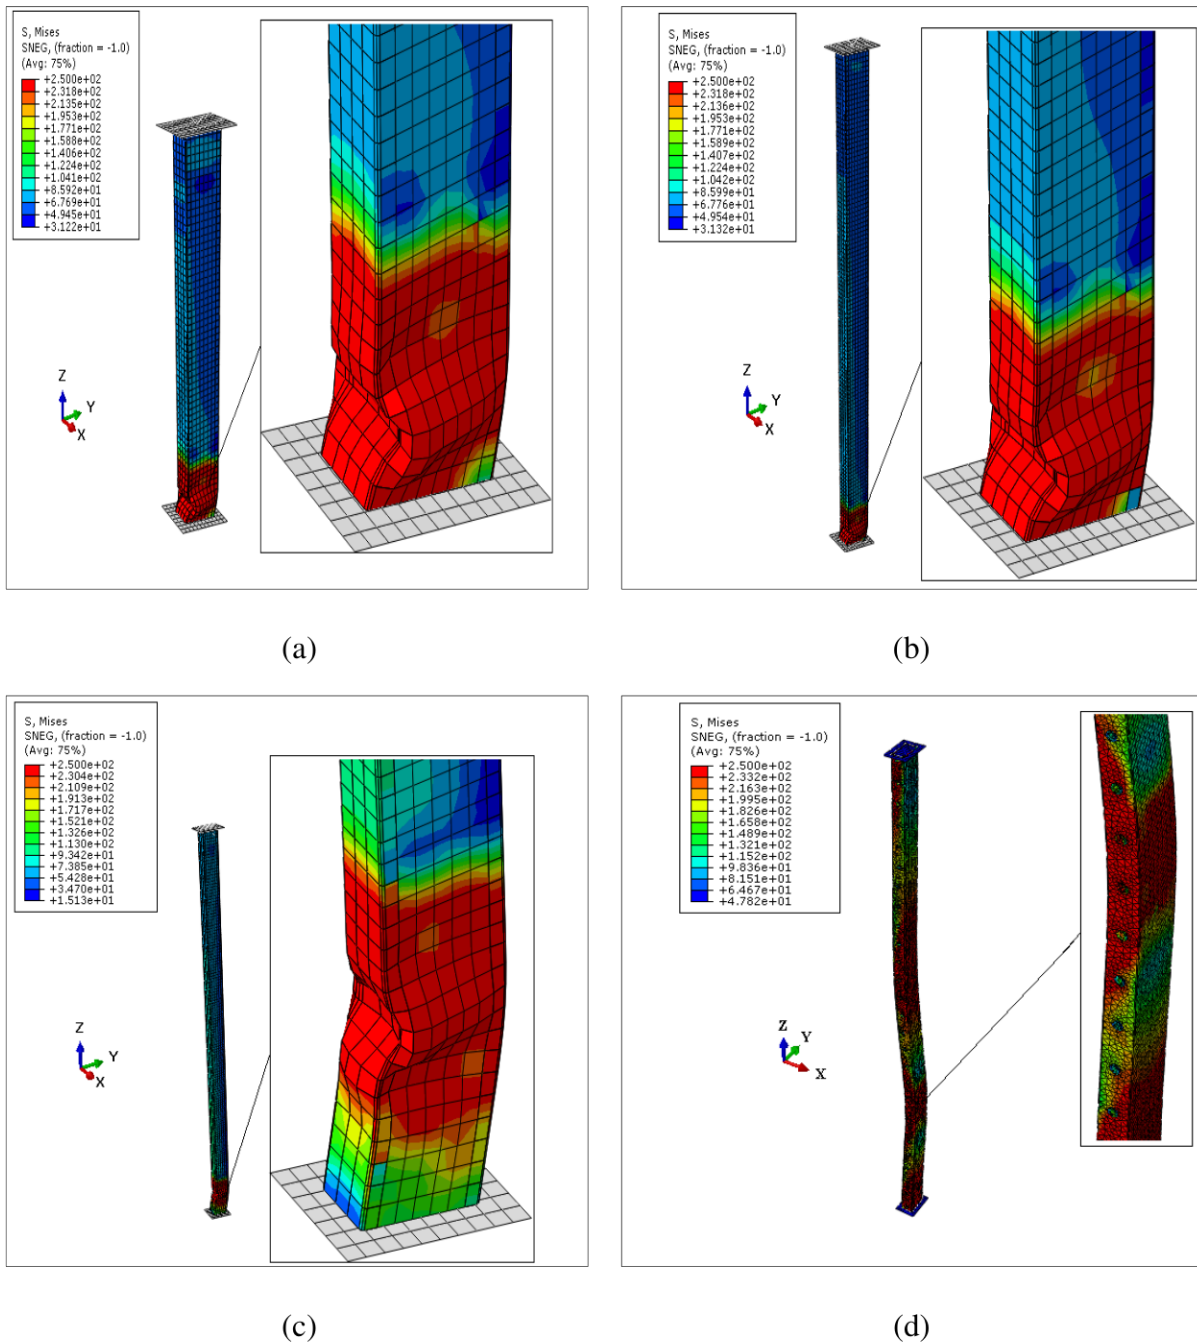 S, Mises
SNEG, (fraction = -1.0)
(Avg: 75%)
+2.500e+02
+2.318e+02
+2.135e+02
+1.953e+02
+1.771e+02
+1.588e+02
+1.406e+02
+1.224e+02
+1.041e+02
+8.592e+01
+6.769e+01
+4.945e+01
+3.122e+01
Z
Y
X
(a)
S, Mises
SNEG, (fraction = -1.0)
(Avg: 75%)
+2.500e+02
+2.318e+02
+2.136e+02
+1.953e+02
+1.771e+02
+1.589e+02
+1.407e+02
+1.224e+02
+1.042e+02
+8.599e+01
+6.776e+01
+4.954e+01
+3.132e+01
Z
Y
X
(b)
S, Mises
SNEG, (fraction = -1.0)
(Avg: 75%)
+2.500e+02
+2.304e+02
+2.109e+02
+1.913e+02
+1.717e+02
+1.521e+02
+1.326e+02
+1.130e+02
+9.342e+01
+7.385e+01
+5.428e+01
+3.470e+01
+1.513e+01
Z
Y
X
(c)
S, Mises
SNEG, (fraction = -1.0)
(Avg: 75%)
+2.500e+02
+2.332e+02
+2.163e+02
+1.995e+02
+1.826e+02
+1.658e+02
+1.489e+02
+1.321e+02
+1.152e+02
+9.836e+01
+8.151e+01
+6.467e+01
+4.782e+01
Z
Y
X
(d)